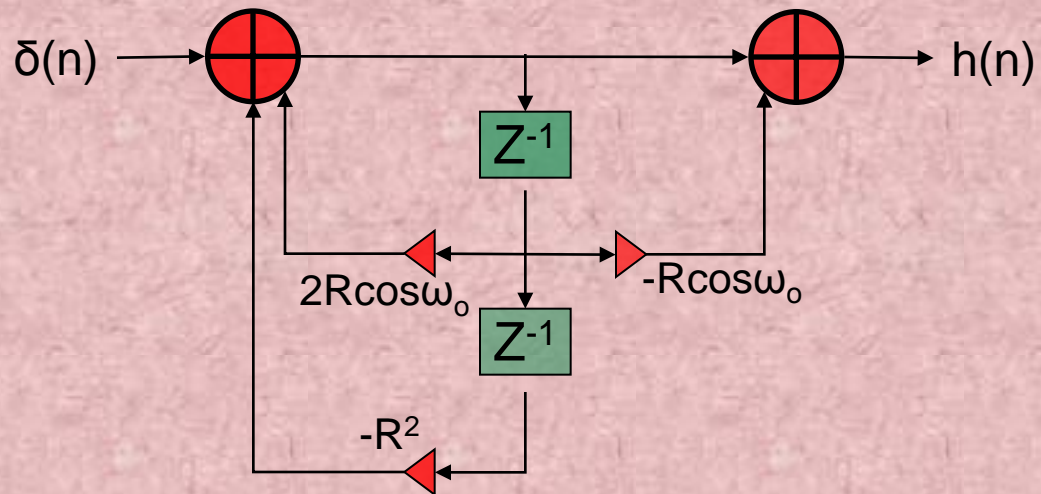 δ(n)
h(n)
Z⁻¹
2Rcosωₒ
-Rcosωₒ
Z⁻¹
-R²